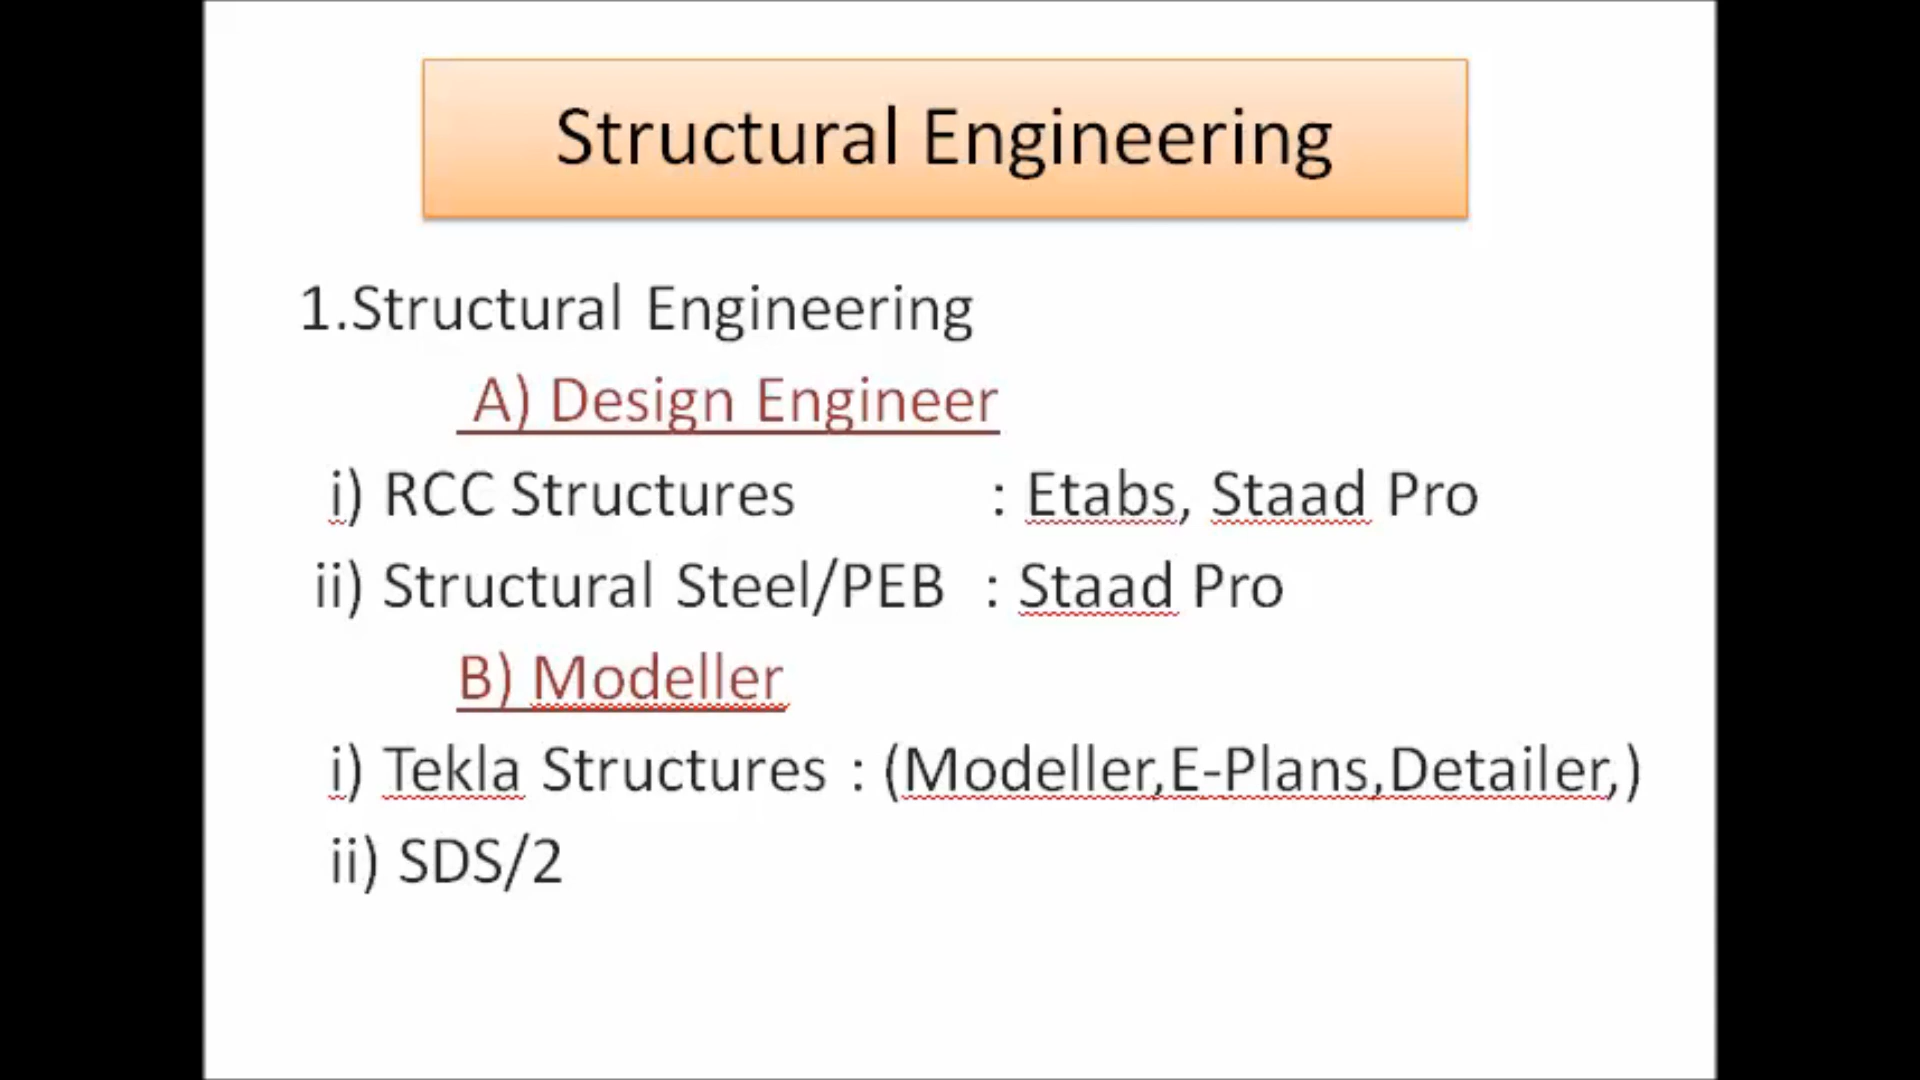 Structural Engineering
1.Structural Engineering
A) Design Engineer
i) RCC Structures : Etabs, Staad Pro
ii) Structural Steel/PEB : Staad Pro
B) Modeller
i) Tekla Structures : (Modeller,E-Plans,Detailer,)
ii) SDS/2